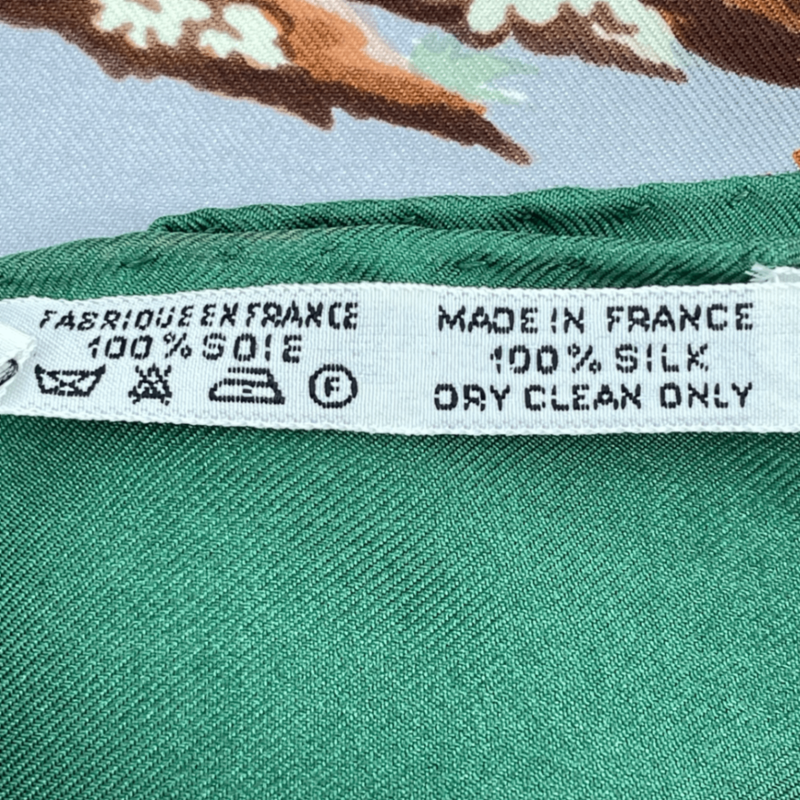 FABRIQUE EN FRANCE
100% SOIE
F
MADE IN FRANCE
100% SILK
DRY CLEAN ONLY